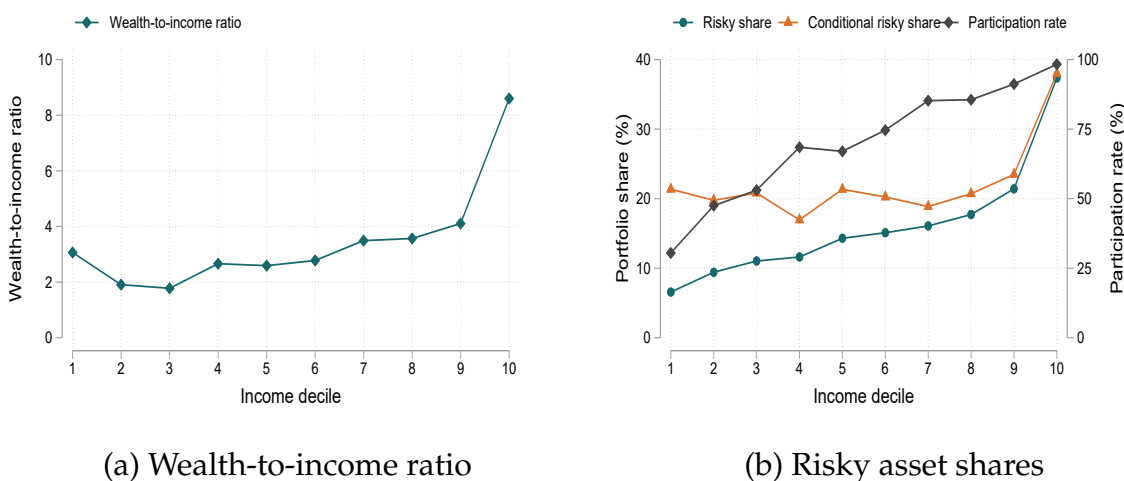 Wealth-to-income ratio
Wealth-to-income ratio
10
8
6
4
2
0
1 2 3 4 5 6 7 8 9 10
Income decile
(a) Wealth-to-income ratio
Risky share Conditional risky share Participation rate
Portfolio share (%)
40
30
20
10
0
Participation rate (%)
100
75
50
25
0
1 2 3 4 5 6 7 8 9 10
Income decile
(b) Risky asset shares